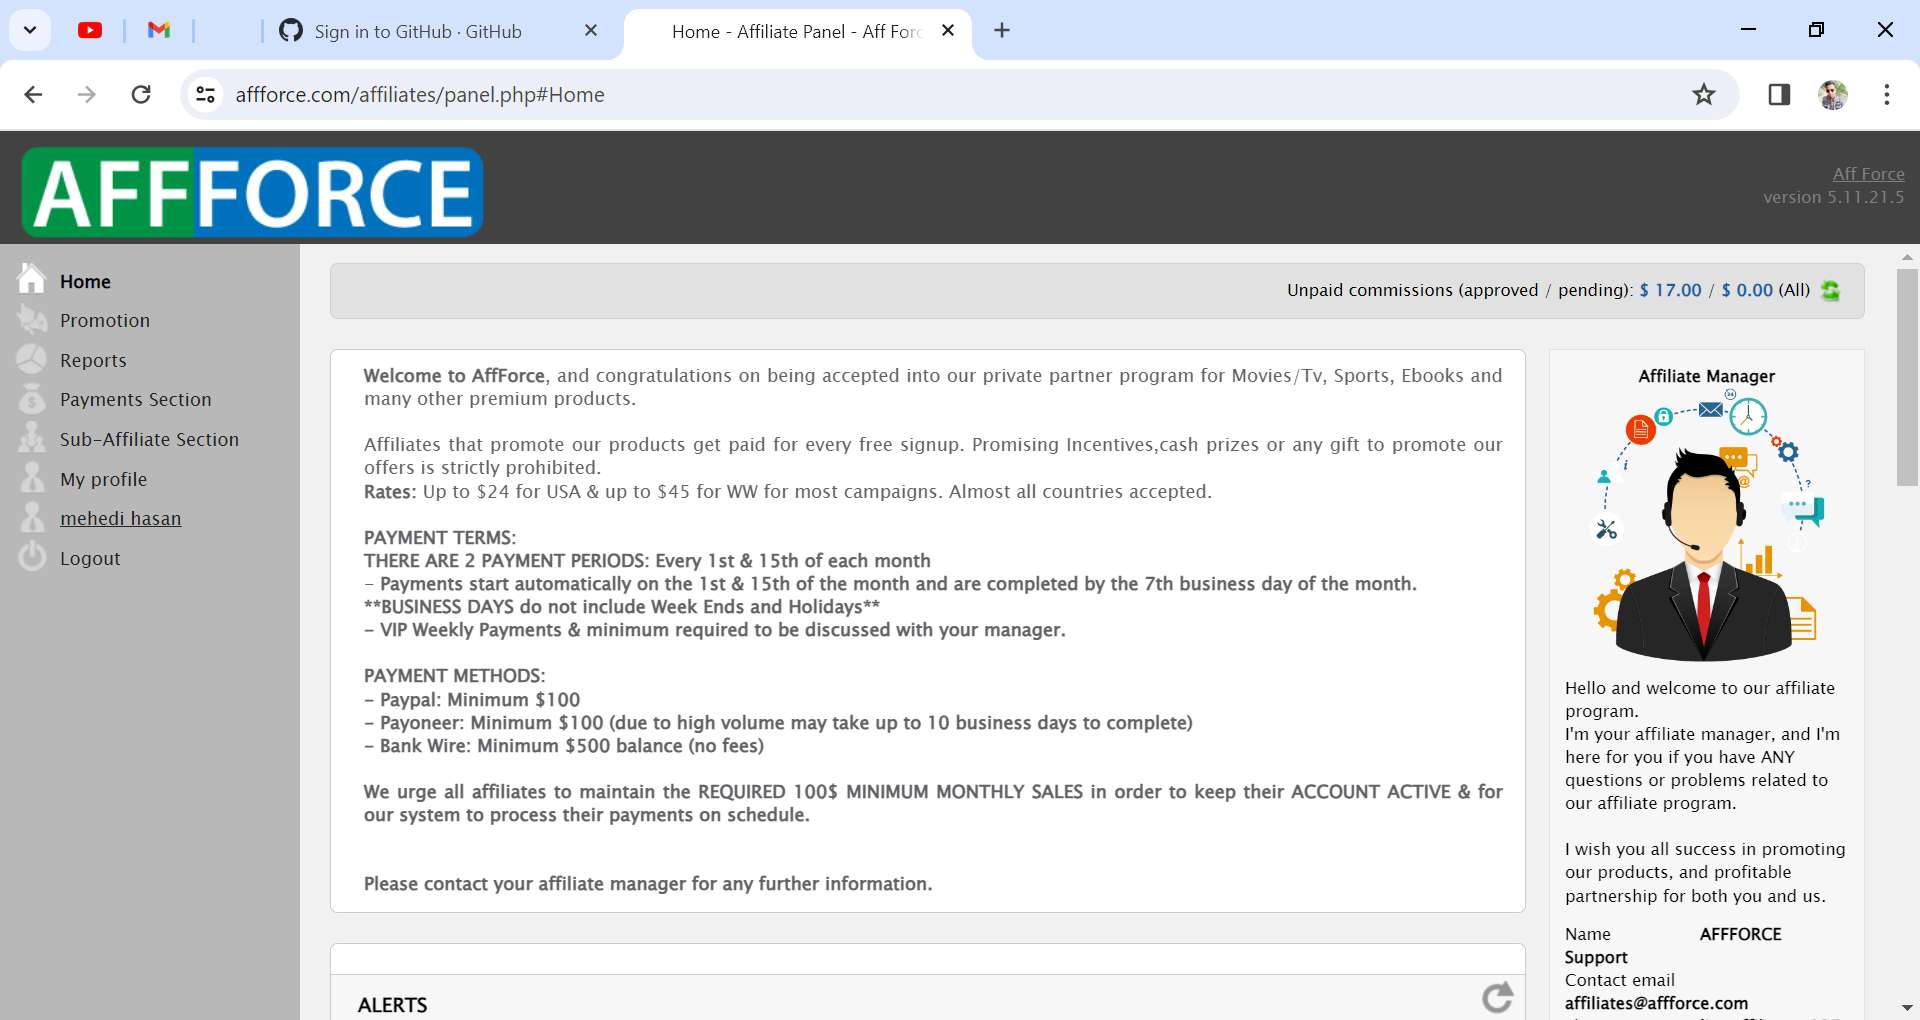 Sign in to GitHub · GitHub
Home - Affiliate Panel - Aff Forc
affforce.com/affiliates/panel.php#Home
AFFFORCE
Aff Force
version 5.11.21.5
Home
Promotion
Reports
Payments Section
Sub-Affiliate Section
My profile
mehedi hasan
Logout
Unpaid commissions (approved / pending): $ 17.00 / $ 0.00 (All)
Welcome to AffForce, and congratulations on being accepted into our private partner program for Movies/Tv, Sports, Ebooks and
many other premium products.
Affiliates that promote our products get paid for every free signup. Promising Incentives,cash prizes or any gift to promote our
offers is strictly prohibited.
Rates: Up to $24 for USA & up to $45 for WW for most campaigns. Almost all countries accepted.
PAYMENT TERMS:
THERE ARE 2 PAYMENT PERIODS: Every 1st & 15th of each month
- Payments start automatically on the 1st & 15th of the month and are completed by the 7th business day of the month.
**BUSINESS DAYS do not include Week Ends and Holidays**
- VIP Weekly Payments & minimum required to be discussed with your manager.
PAYMENT METHODS:
- Paypal: Minimum $100
- Payoneer: Minimum $100 (due to high volume may take up to 10 business days to complete)
- Bank Wire: Minimum $500 balance (no fees)
We urge all affiliates to maintain the REQUIRED 100$ MINIMUM MONTHLY SALES in order to keep their ACCOUNT ACTIVE & for
our system to process their payments on schedule.
Please contact your affiliate manager for any further information.
ALERTS
Affiliate Manager
24
Hello and welcome to our affiliate
program.
I'm your affiliate manager, and I'm
here for you if you have ANY
questions or problems related to
our affiliate program.
I wish you all success in promoting
our products, and profitable
partnership for both you and us.
Name AFFFORCE
Support
Contact email
affiliates@affforce.com